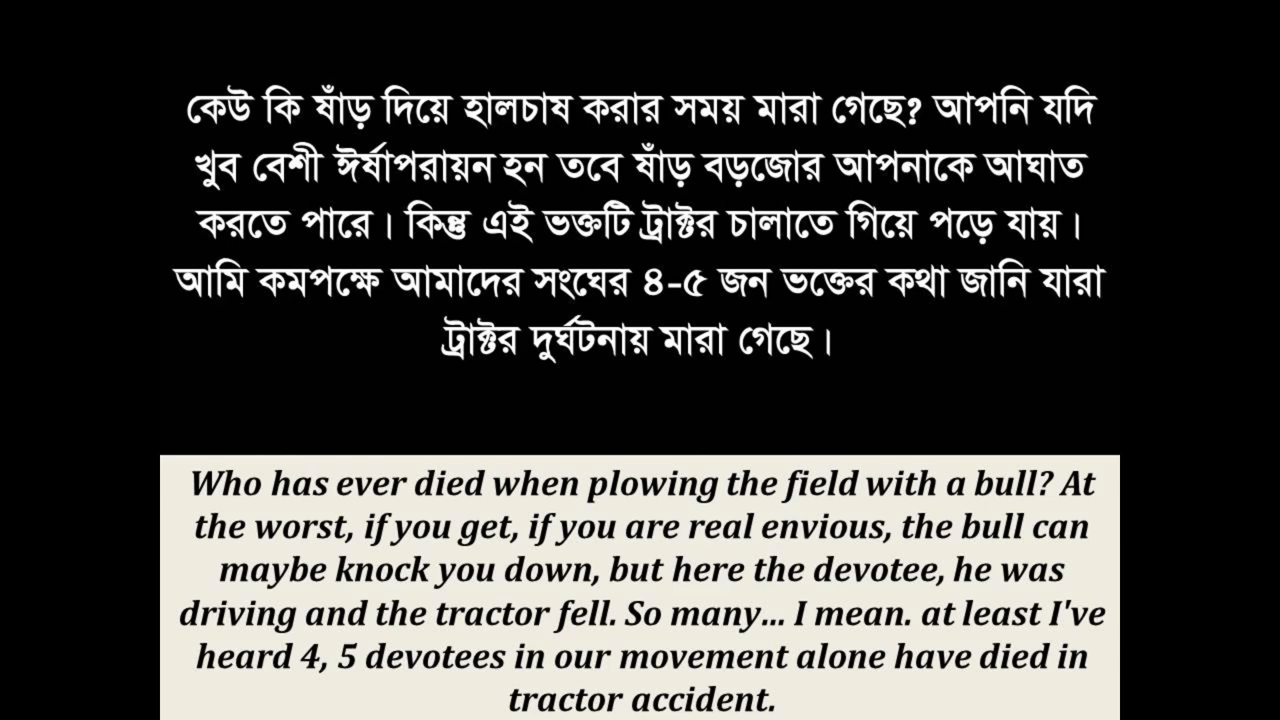 কেউ কি ষাঁড় দিয়ে হালচাষ করার সময় মারা গেছে? আপনি যদি
খুব বেশী ঈর্ষাপরায়ন হন তবে ষাঁড় বড়জোর আপনাকে আঘাত
করতে পারে। কিন্তু এই ভক্তটি ট্রাক্টর চালাতে গিয়ে পড়ে যায়।
আমি কমপক্ষে আমাদের সংঘের ৪-৫ জন ভক্তের কথা জানি যারা
ট্রাক্টর দুর্ঘটনায় মারা গেছে।
Who has ever died when plowing the field with a bull? At
the worst, if you get, if you are real envious, the bull can
maybe knock you down, but here the devotee, he was
driving and the tractor fell. So many... I mean. at least I've
heard 4, 5 devotees in our movement alone have died in
tractor accident.